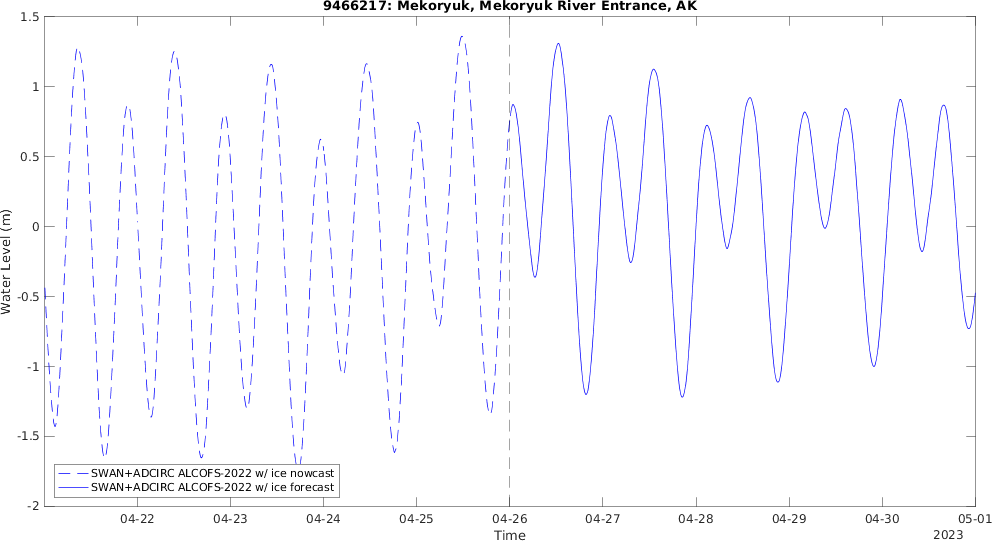 9466217: Mekoryuk, Mekoryuk River Entrance, AK
1.5
1
0.5
0
-0.5
-1
-1.5
-2
Water Level (m)
SWAN+ADCIRC ALCOFS-2022 w/ ice nowcast
SWAN+ADCIRC ALCOFS-2022 w/ ice forecast
04-22 04-23 04-24 04-25 04-26 04-27 04-28 04-29 04-30 05-01
Time
2023